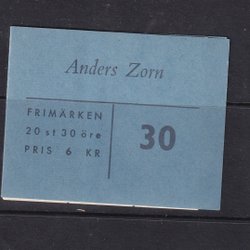 Anders Zorn
FRIMÄRKEN
20 st 30 öre
PRIS 6 KR
30